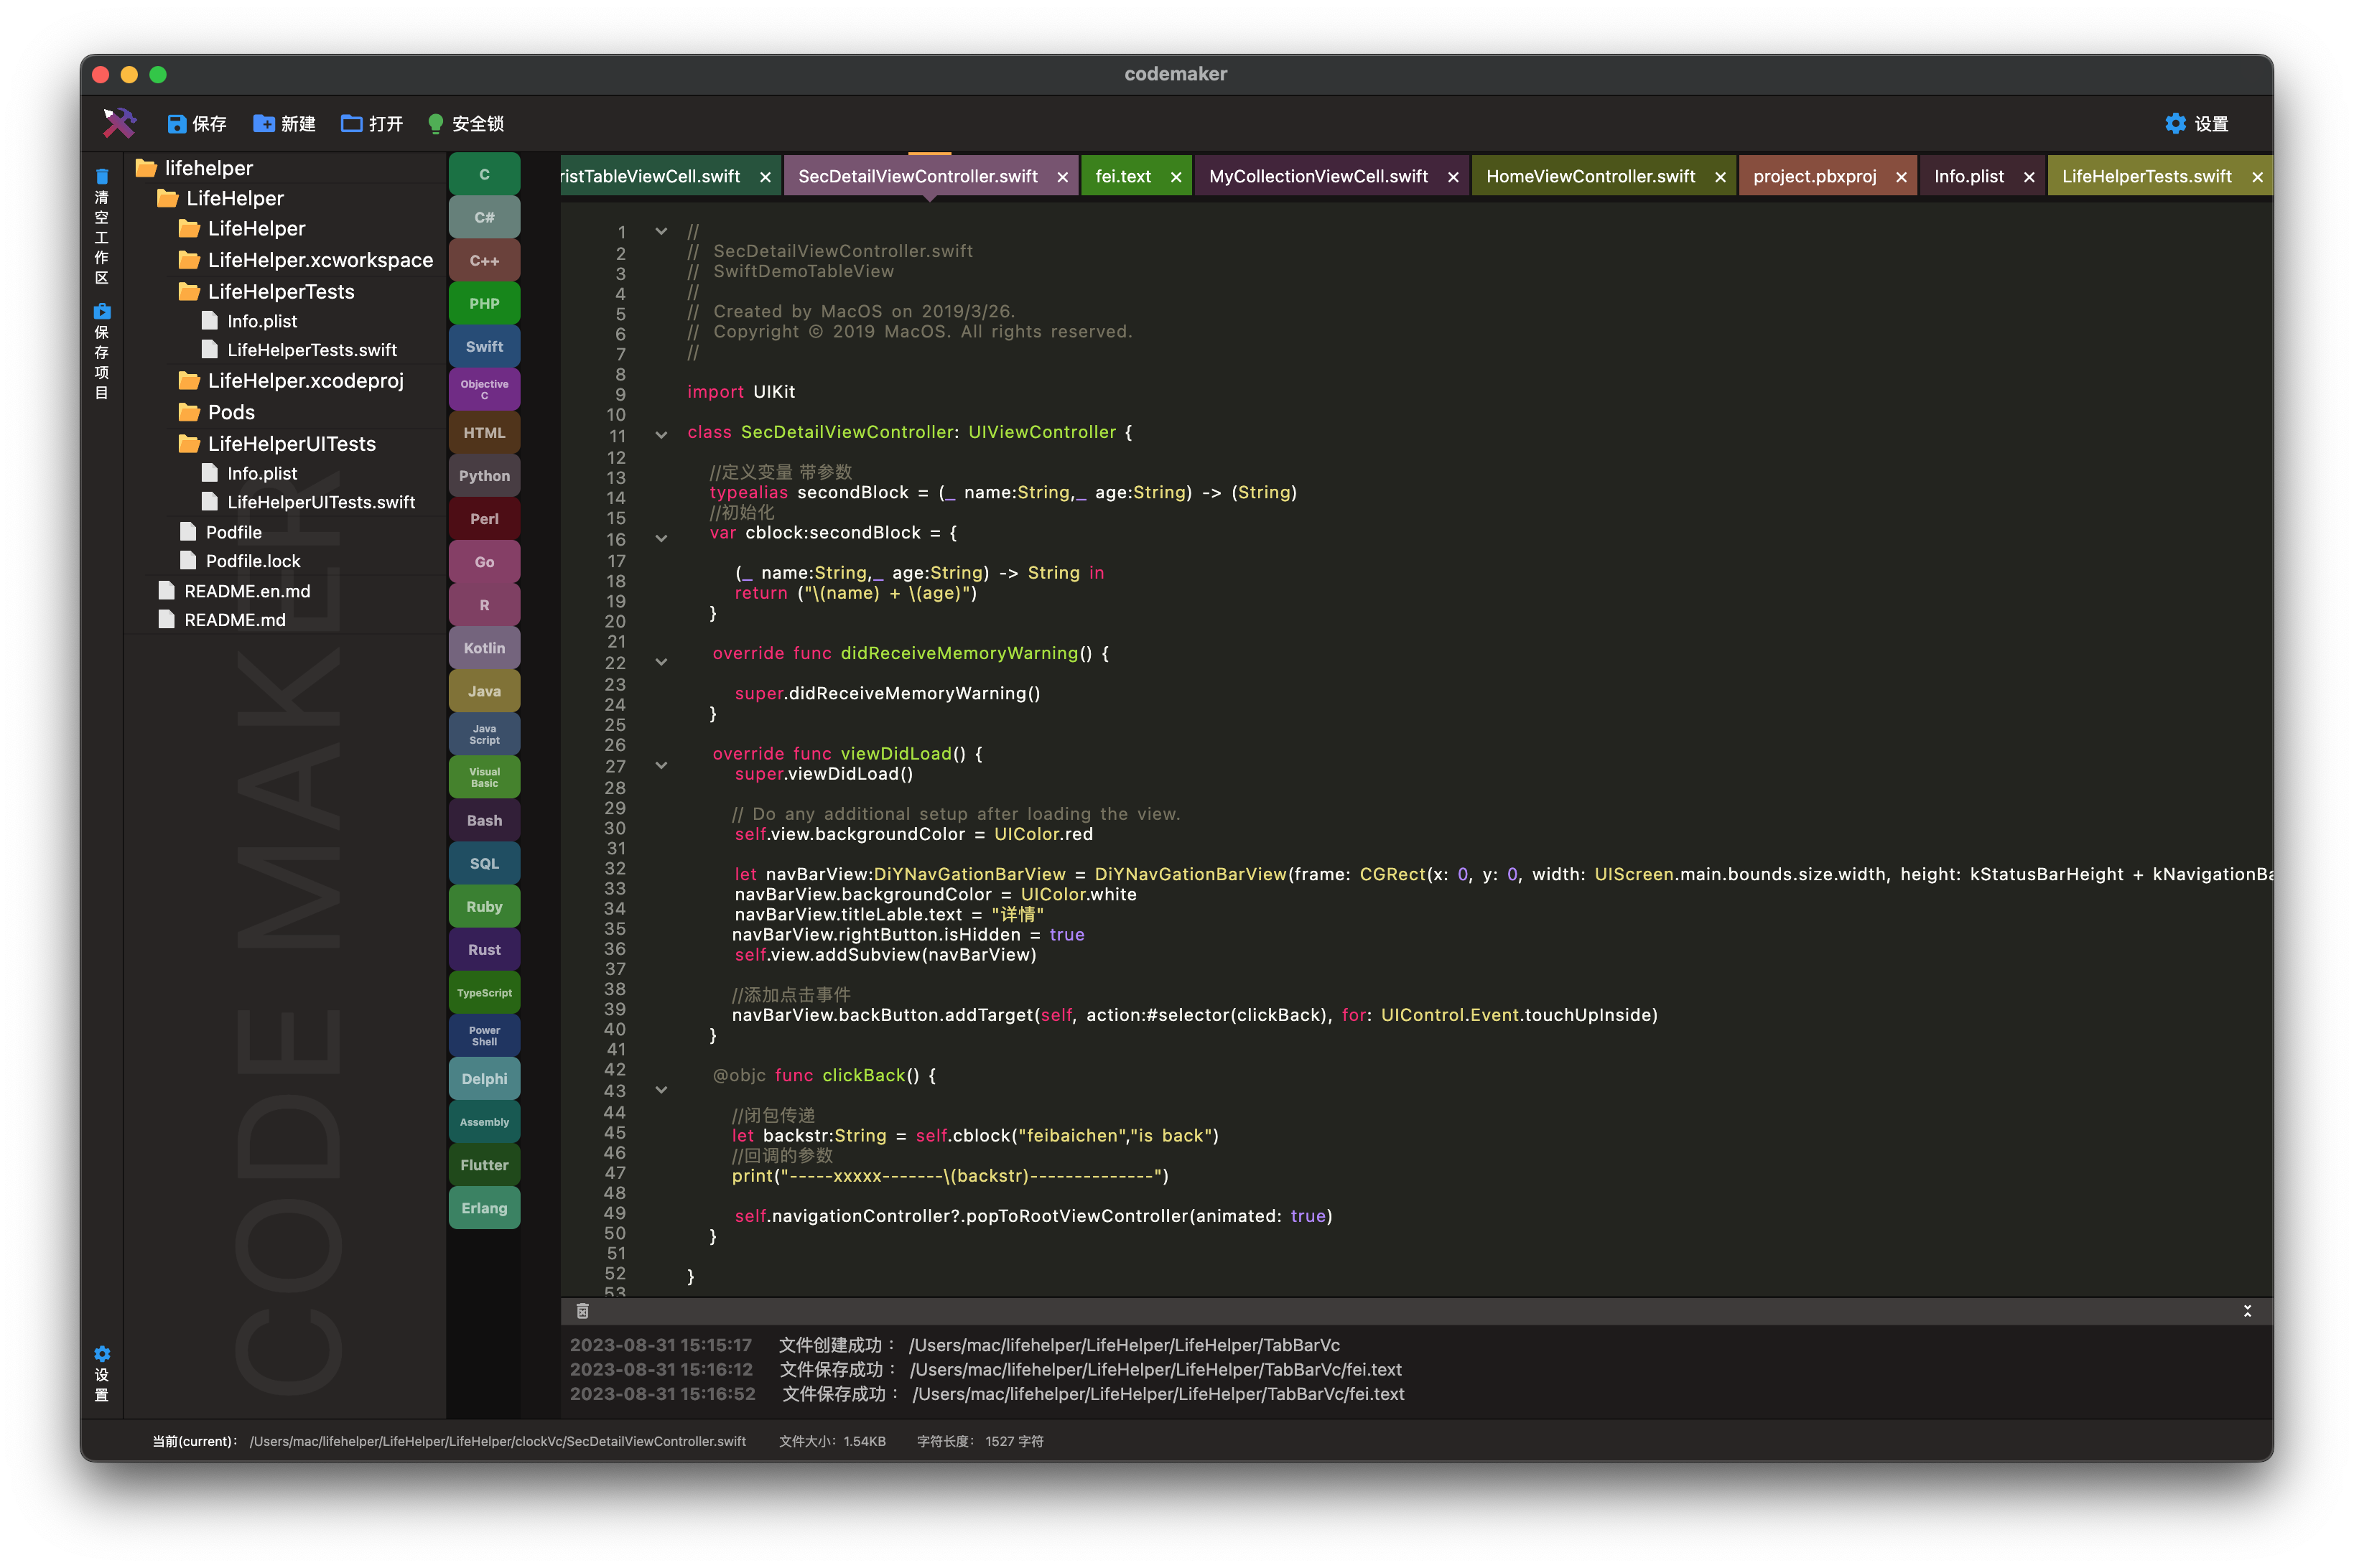 codemaker
保存 新建 打开 安全锁 设置
清空工作区
保存项目
设置
lifehelper
LifeHelper
LifeHelper
LifeHelper.xcworkspace
LifeHelperTests
Info.plist
LifeHelperTests.swift
LifeHelper.xcodeproj
Pods
LifeHelperUITests
Info.plist
LifeHelperUITests.swift
Podfile
Podfile.lock
README.en.md
README.md
CODE MAKER
C
C#
C++
PHP
Swift
Objective
C
HTML
Python
Perl
Go
R
Kotlin
Java
Java
Script
Visual
Basic
Bash
SQL
Ruby
Rust
TypeScript
Power
Shell
Delphi
Assembly
Flutter
Erlang
ristTableViewCell.swift SecDetailViewController.swift fei.text MyCollectionViewCell.swift HomeViewController.swift project.pbxproj Info.plist LifeHelperTests.swift
1 //
2 // SecDetailViewController.swift
3 // SwiftDemoTableView
4 //
5 // Created by MacOS on 2019/3/26.
6 // Copyright © 2019 MacOS. All rights reserved.
7 //
8
9 import UIKit
10
11 class SecDetailViewController: UIViewController {
12
13 //定义变量 带参数
14 typealias secondBlock = (_ name:String,_ age:String) -> (String)
15 //初始化
16 var cblock:secondBlock = {
17
18 (_ name:String,_ age:String) -> String in
19 return ("\(name) + \(age)")
20 }
21
22 override func didReceiveMemoryWarning() {
23
24 super.didReceiveMemoryWarning()
25 }
26
27 override func viewDidLoad() {
28 super.viewDidLoad()
29
30 // Do any additional setup after loading the view.
31 self.view.backgroundColor = UIColor.red
32
33 let navBarView:DiYNavGationBarView = DiYNavGationBarView(frame: CGRect(x: 0, y: 0, width: UIScreen.main.bounds.size.width, height: kStatusBarHeight + kNavigationBa
34 navBarView.backgroundColor = UIColor.white
35 navBarView.titleLable.text = "详情"
36 navBarView.rightButton.isHidden = true
37 self.view.addSubview(navBarView)
38
39 //添加点击事件
40 navBarView.backButton.addTarget(self, action:#selector(clickBack), for: UIControl.Event.touchUpInside)
41 }
42
43 @objc func clickBack() {
44
45 //闭包传递
46 let backstr:String = self.cblock("feibaichen","is back")
47 //回调的参数
48 print("-----xxxxx-------\(backstr)--------------")
49
50 self.navigationController?.popToRootViewController(animated: true)
51 }
52
53 }
2023-08-31 15:15:17 文件创建成功： /Users/mac/lifehelper/LifeHelper/LifeHelper/TabBarVc
2023-08-31 15:16:12 文件保存成功： /Users/mac/lifehelper/LifeHelper/LifeHelper/TabBarVc/fei.text
2023-08-31 15:16:52 文件保存成功： /Users/mac/lifehelper/LifeHelper/LifeHelper/TabBarVc/fei.text
当前(current)： /Users/mac/lifehelper/LifeHelper/LifeHelper/clockVc/SecDetailViewController.swift 文件大小：1.54KB 字符长度： 1527 字符